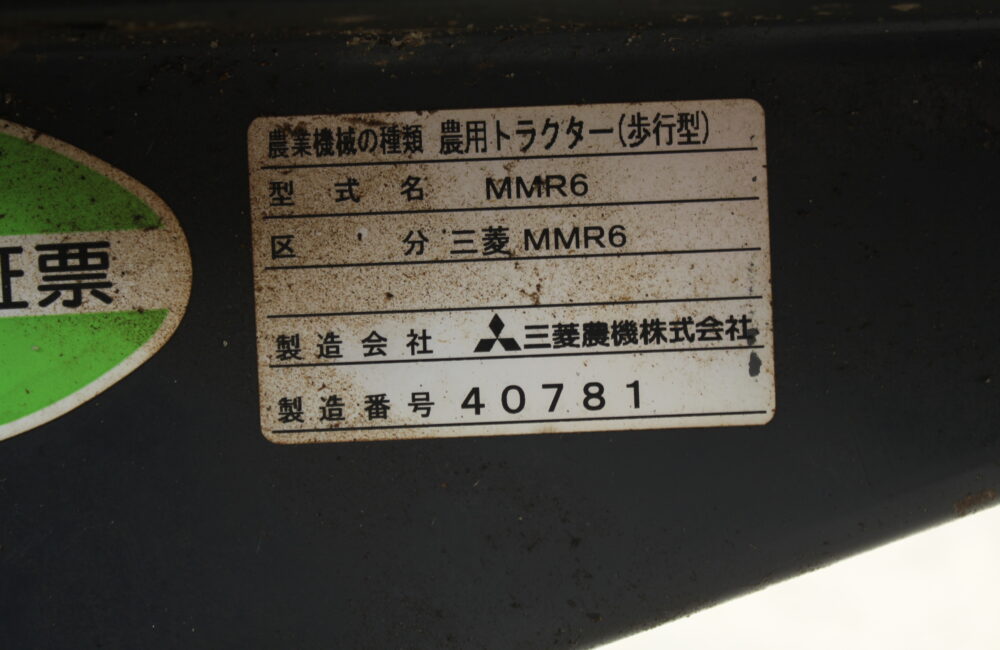 農業機械の種類 農用トラクター(歩行型)
型式名 MMR6
区分 三菱 MMR6
製造会社 三菱農機株式会社
製造番号 40781
証票